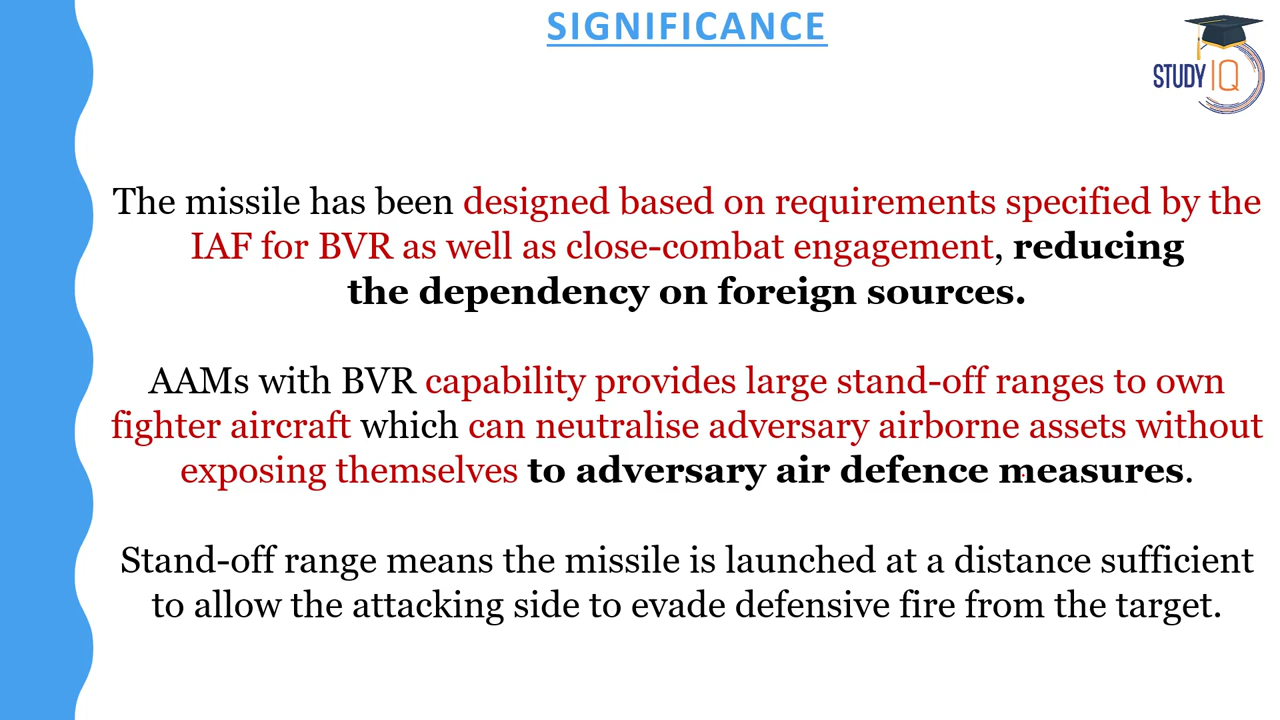 SIGNIFICANCE
STUDY IQ
The missile has been designed based on requirements specified by the
IAF for BVR as well as close-combat engagement, reducing
the dependency on foreign sources.
AAMs with BVR capability provides large stand-off ranges to own
fighter aircraft which can neutralise adversary airborne assets without
exposing themselves to adversary air defence measures.
Stand-off range means the missile is launched at a distance sufficient
to allow the attacking side to evade defensive fire from the target.